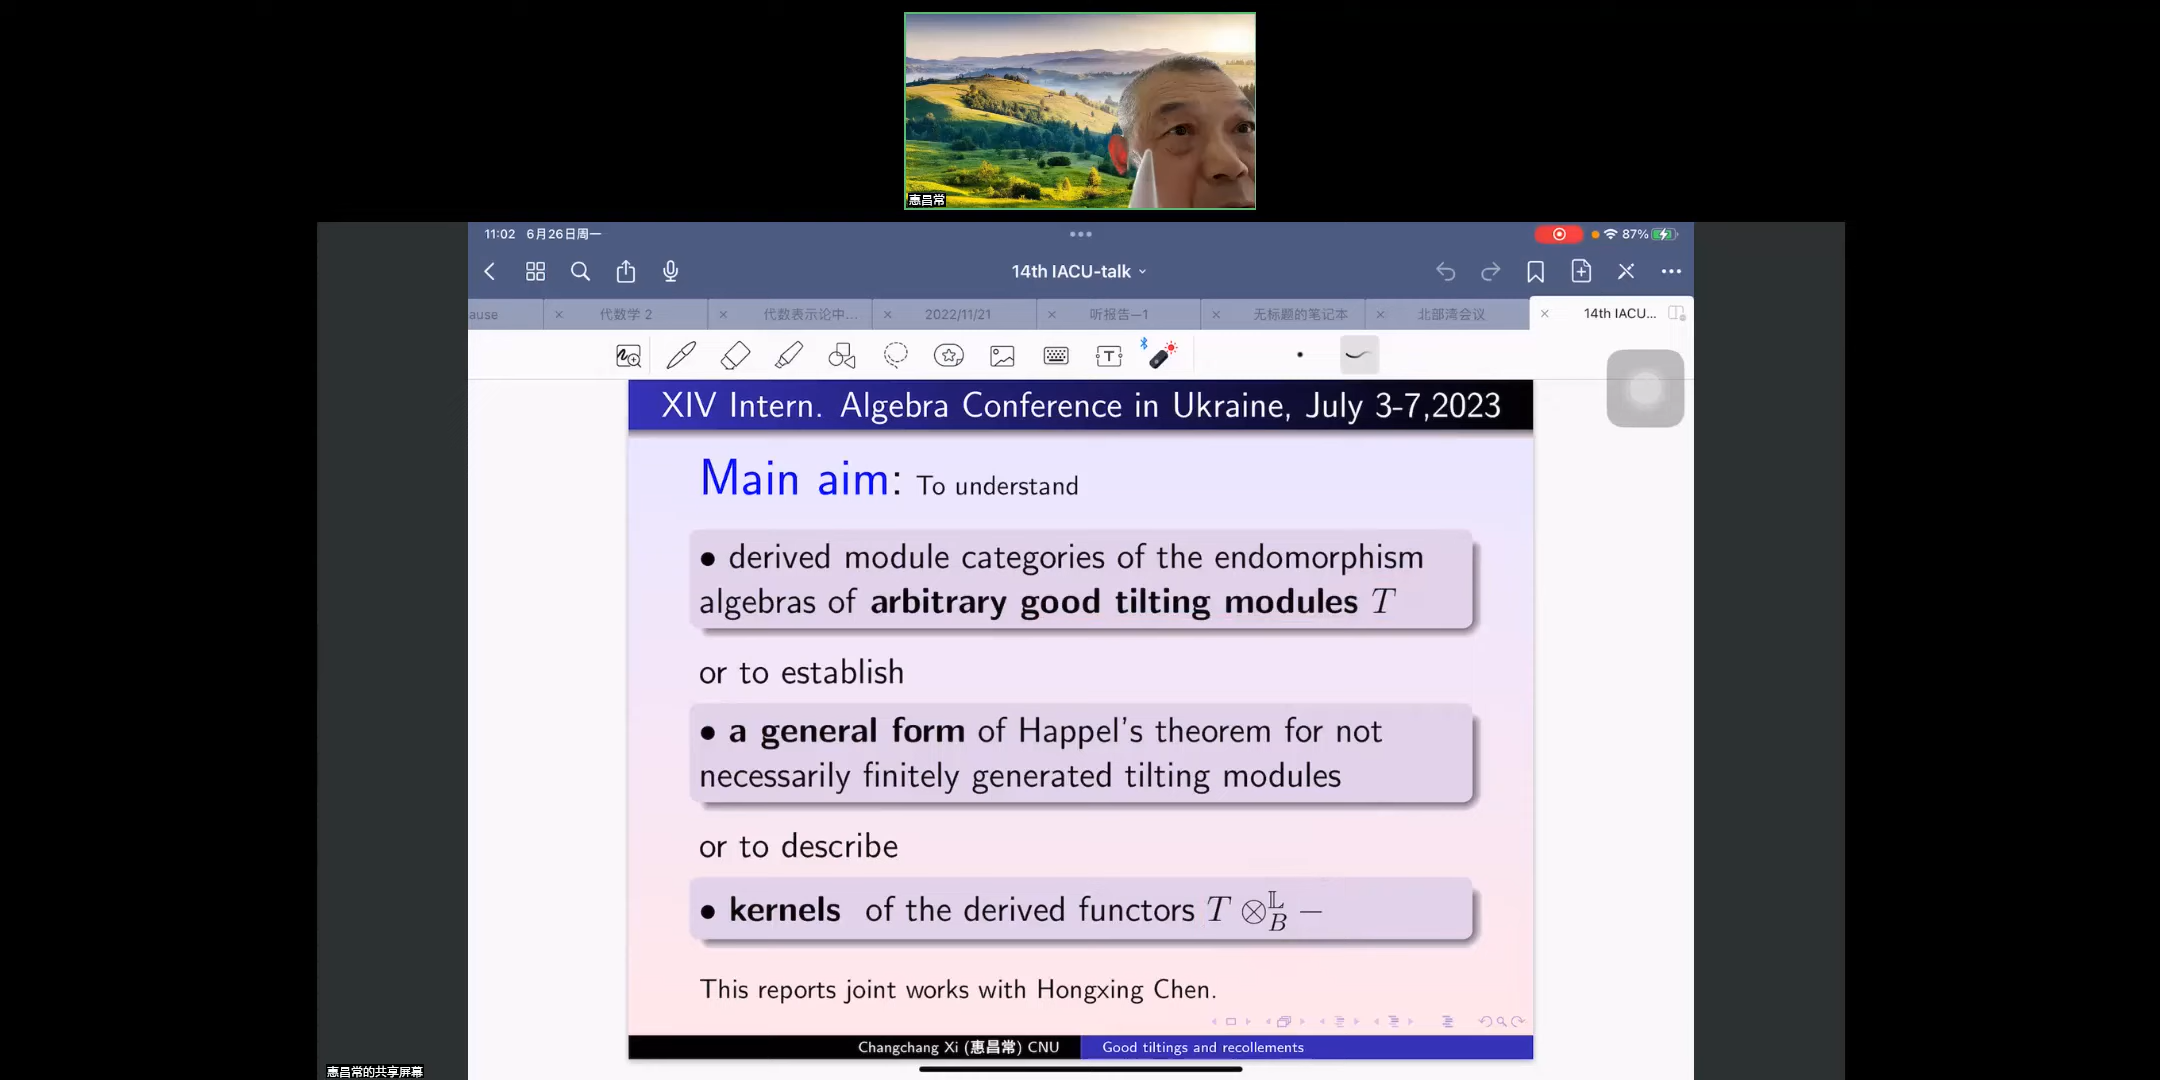 惠昌常
11:02 6月26日周一
87%
14th IACU-talk
ause
代数学 2
代数表示论中...
2022/11/21
听报告—1
无标题的笔记本
北部湾会议
14th IACU...
XIV Intern. Algebra Conference in Ukraine, July 3-7,2023
Main aim: To understand
• derived module categories of the endomorphism
algebras of arbitrary good tilting modules T
or to establish
• a general form of Happel's theorem for not
necessarily finitely generated tilting modules
or to describe
• kernels of the derived functors T ⊗𝕃B −
This reports joint works with Hongxing Chen.
Changchang Xi (惠昌常) CNU
Good tiltings and recollements
惠昌常的共享屏幕